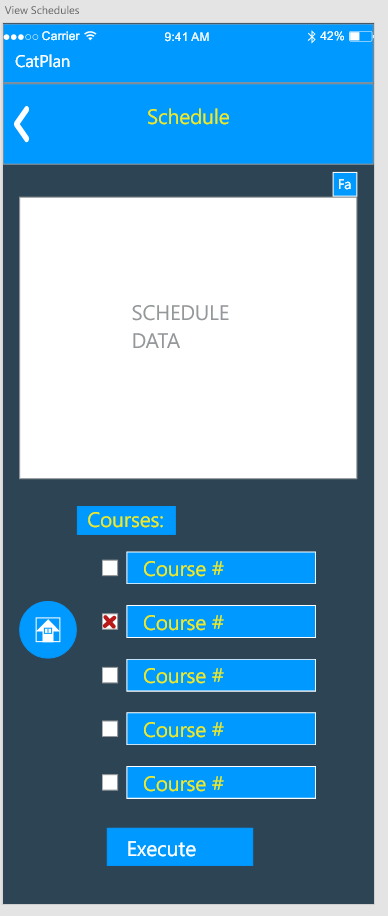 View Schedules
Carrier 9:41 AM 42%
CatPlan
Schedule
Fa
SCHEDULE
DATA
Courses:
Course #
Course #
Course #
Course #
Course #
Execute